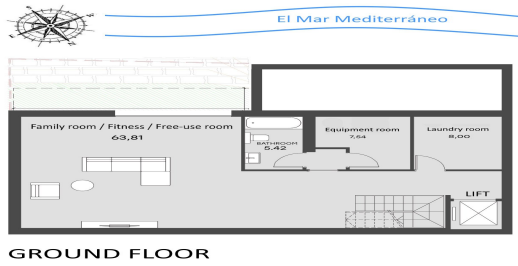 El Mar Mediterráneo
Family room / Fitness / Free-use room
63,81
BATHROOM
5.42
Equipment room
7,54
Laundry room
8,00
LIFT
GROUND FLOOR